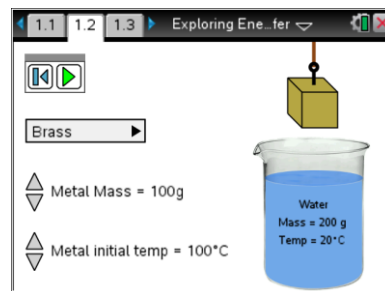 1.1 1.2 1.3 Exploring Ene...fer
Brass
Metal Mass = 100g
Metal initial temp = 100°C
Water
Mass = 200 g
Temp = 20°C